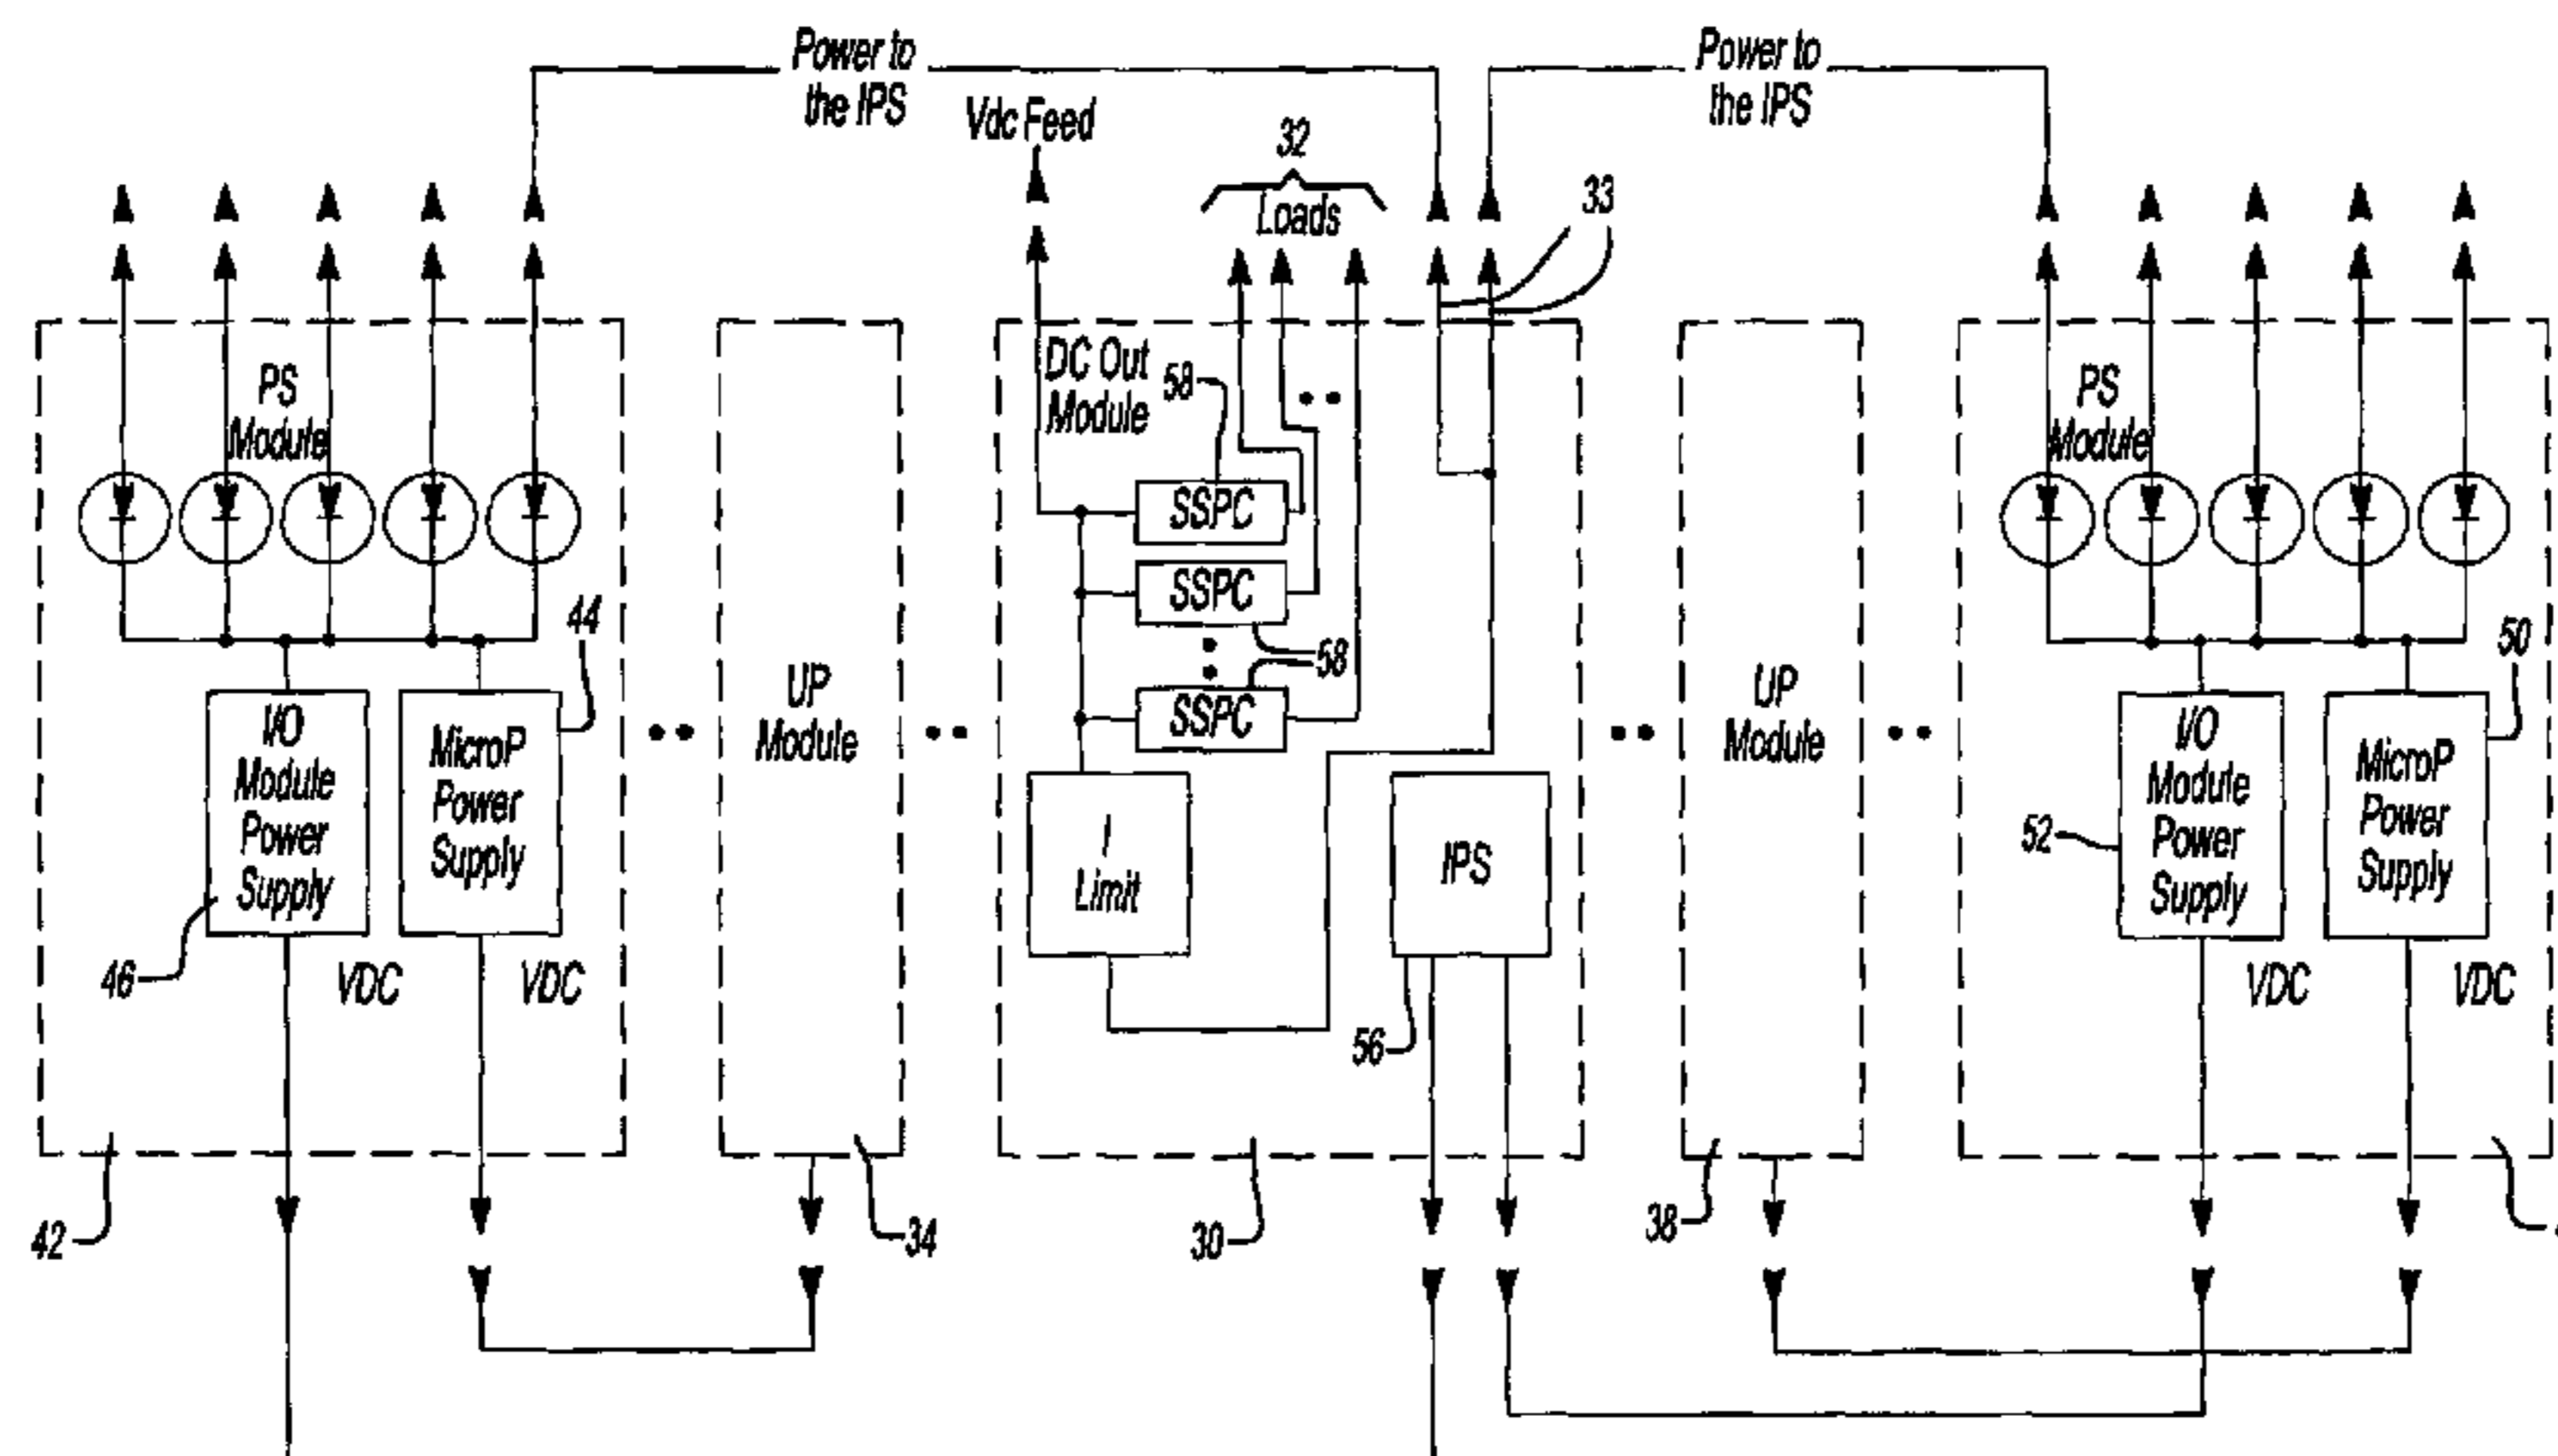 Power to
the IPS
Vdc Feed
32
Loads
Power to
the IPS
33
PS
Module
44
I/O
Module
Power
Supply
MicroP
Power
Supply
46
VDC
VDC
42
UP
Module
34
DC Out
Module
58
SSPC
SSPC
58
SSPC
I
Limit
IPS
56
30
UP
Module
38
PS
Module
50
I/O
Module
Power
Supply
52
MicroP
Power
Supply
VDC
VDC